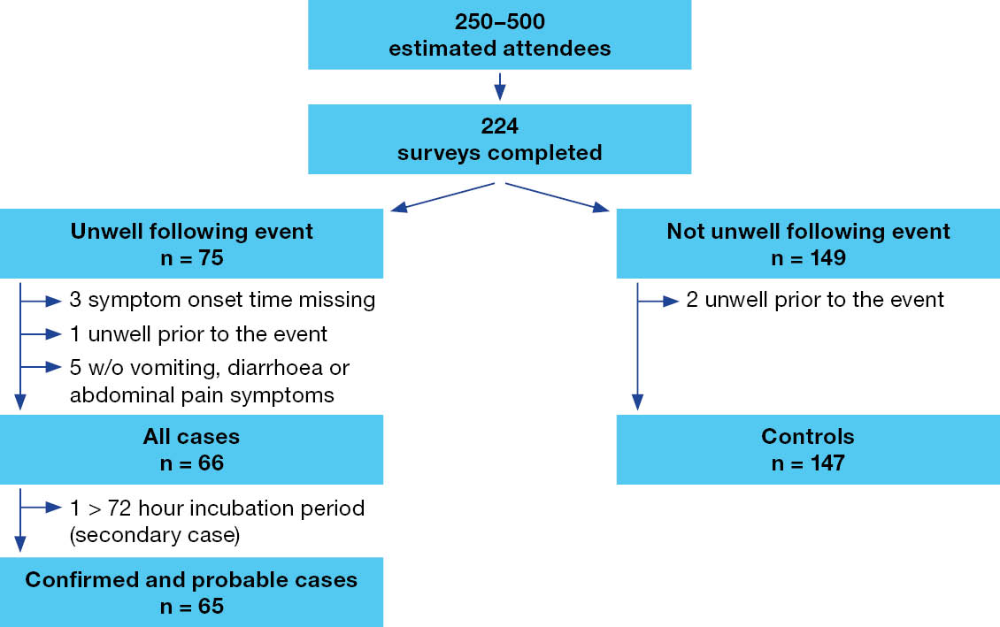 250–500
estimated attendees
224
surveys completed
Unwell following event
n = 75
3 symptom onset time missing
1 unwell prior to the event
5 w/o vomiting, diarrhoea or
abdominal pain symptoms
All cases
n = 66
1 > 72 hour incubation period
(secondary case)
Confirmed and probable cases
n = 65
Not unwell following event
n = 149
2 unwell prior to the event
Controls
n = 147